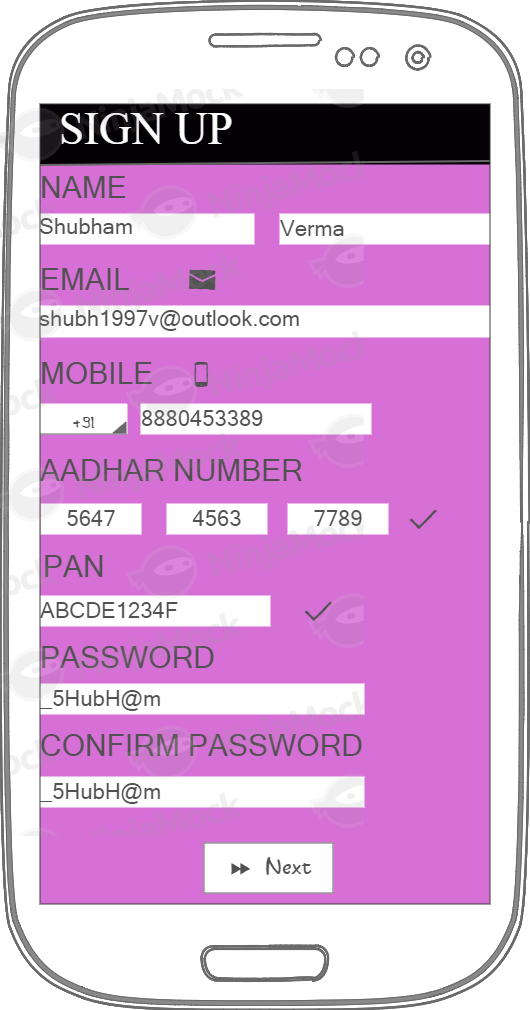 SIGN UP
NAME
Shubham Verma
EMAIL
shubh1997v@outlook.com
MOBILE
+91 8880453389
AADHAR NUMBER
5647 4563 7789
PAN
ABCDE1234F
PASSWORD
_5HubH@m
CONFIRM PASSWORD
_5HubH@m
Next